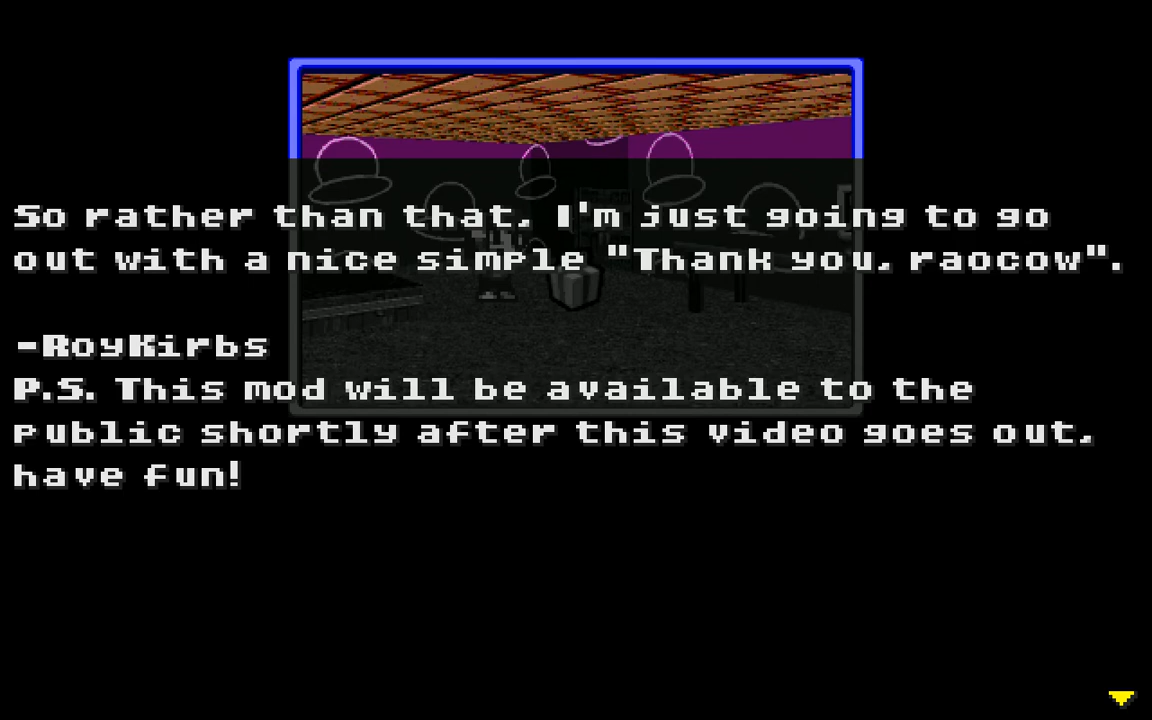 So rather than that, I'm just going to go
out with a nice simple "Thank you, raocow".
-RoyKirbs
P.S. This mod will be available to the
public shortly after this video goes out,
have fun!